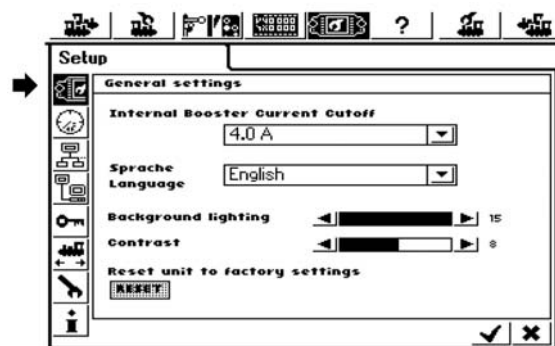 ?
Setup
General settings
Internal Booster Current Cutoff
4.0 A
Sprache
Language
English
Background lighting
15
Contrast
8
Reset unit to factory settings
RESET
i